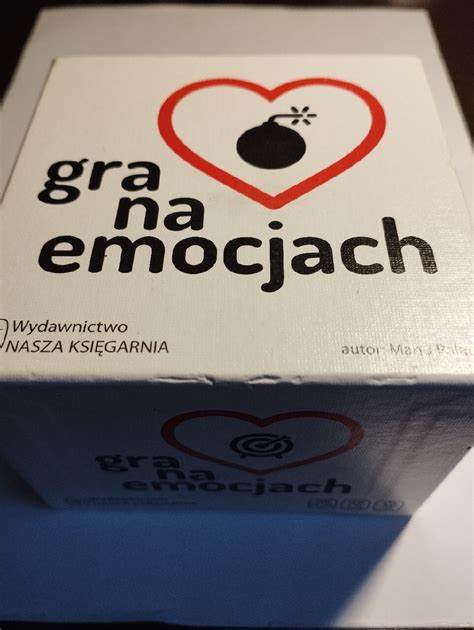 gra
na
emocjach
Wydawnictwo
NASZA KSIĘGARNIA
autor:
gra
na
emocjach